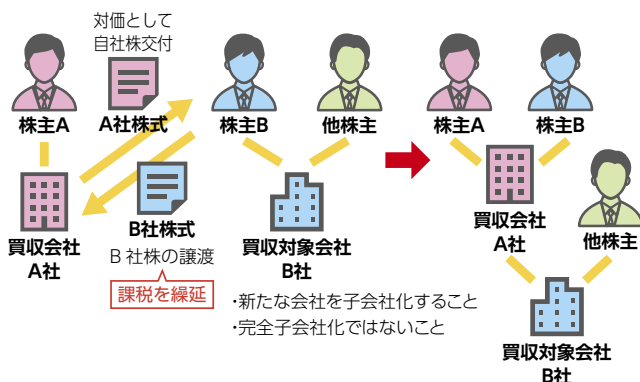 対価として
自社株交付
株主A
A社株式
株主B
他株主
B社株式
B社株の譲渡
課税を繰延
買収会社
A社
買収対象会社
B社
・新たな会社を子会社化すること
・完全子会社化ではないこと
株主A
株主B
買収会社
A社
他株主
買収対象会社
B社